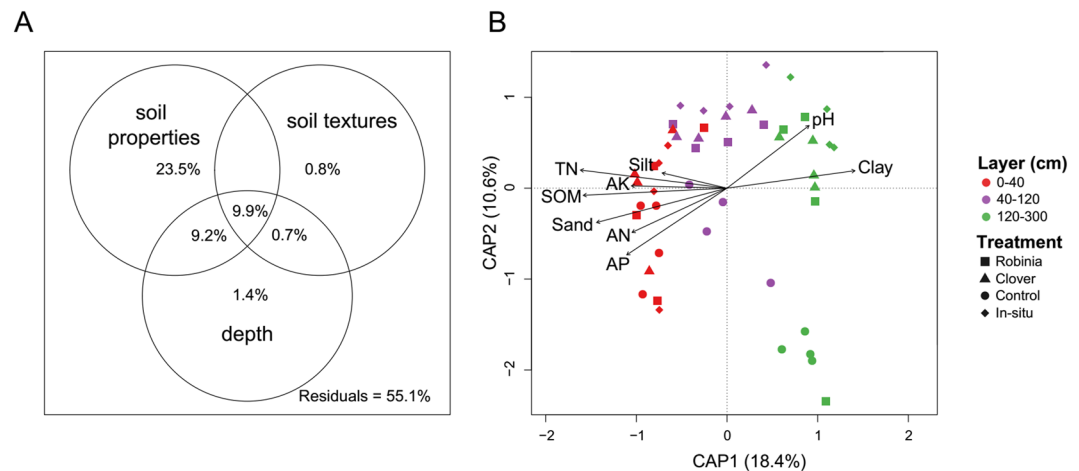 A
soil
properties
soil textures
23.5%
0.8%
9.9%
9.2%
0.7%
1.4%
depth
Residuals = 55.1%
B
CAP2 (10.6%)
1
0
−1
−2
−2
−1
0
1
2
CAP1 (18.4%)
pH
Clay
Silt
TN
AK
SOM
Sand
AN
AP
Layer (cm)
0-40
40-120
120-300
Treatment
Robinia
Clover
Control
In-situ